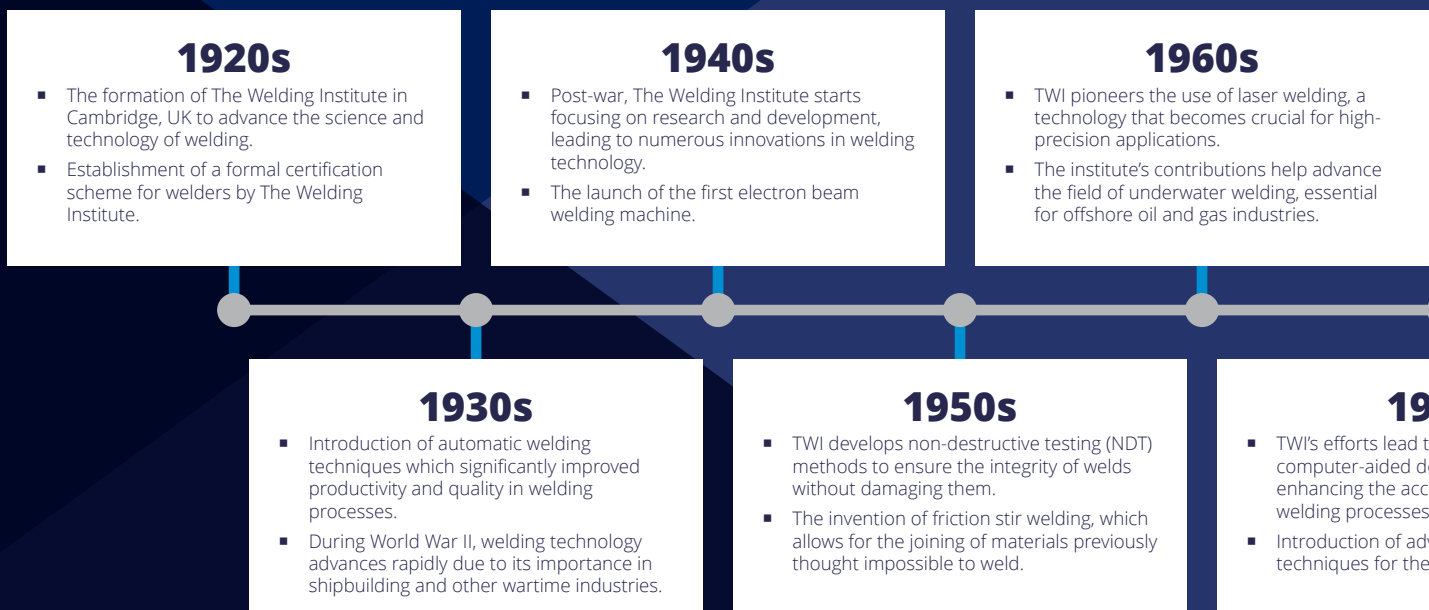 1920s
▪ The formation of The Welding Institute in
Cambridge, UK to advance the science and
technology of welding.
▪ Establishment of a formal certification
scheme for welders by The Welding
Institute.
1940s
▪ Post-war, The Welding Institute starts
focusing on research and development,
leading to numerous innovations in welding
technology.
▪ The launch of the first electron beam
welding machine.
1960s
▪ TWI pioneers the use of laser welding, a
technology that becomes crucial for high-
precision applications.
▪ The institute’s contributions help advance
the field of underwater welding, essential
for offshore oil and gas industries.
1930s
▪ Introduction of automatic welding
techniques which significantly improved
productivity and quality in welding
processes.
▪ During World War II, welding technology
advances rapidly due to its importance in
shipbuilding and other wartime industries.
1950s
▪ TWI develops non-destructive testing (NDT)
methods to ensure the integrity of welds
without damaging them.
▪ The invention of friction stir welding, which
allows for the joining of materials previously
thought impossible to weld.
19
▪ TWI’s efforts lead t
computer-aided d
enhancing the acc
welding processes
▪ Introduction of ad
techniques for the